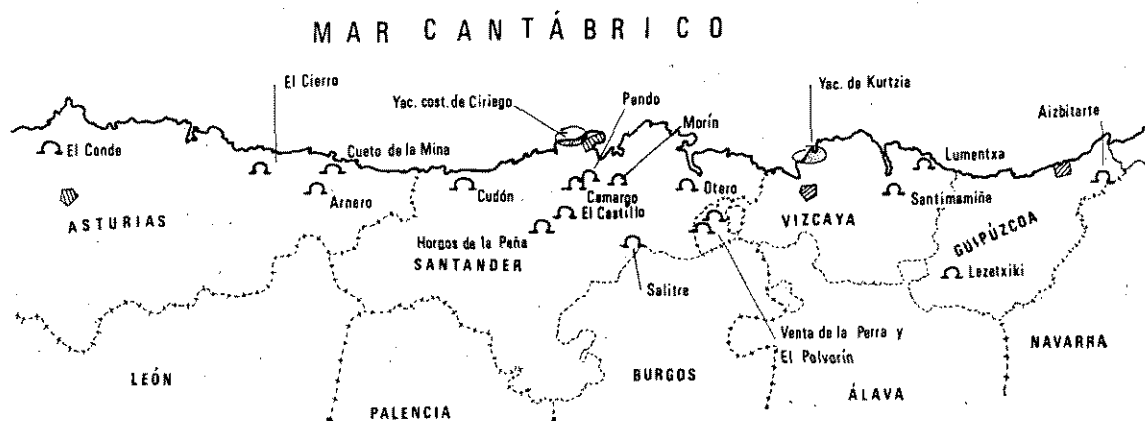 MAR CANTÁBRICO
El Cierro
Yac. cost. de Ciriego
Pendo
Morín
Yac. de Kurtzia
Aizbitarte
El Conde
Cueto de la Mina
Lumentxa
Arnero
Cudón
Camargo
El Castillo
Otero
Santimamiñe
ASTURIAS
VIZCAYA
GUIPÚZCOA
Horgos de la Peña
SANTANDER
Lezetxiki
Salitre
Venta de la Perra y
El Polvorín
NAVARRA
LEÓN
BURGOS
ÁLAVA
PALENCIA